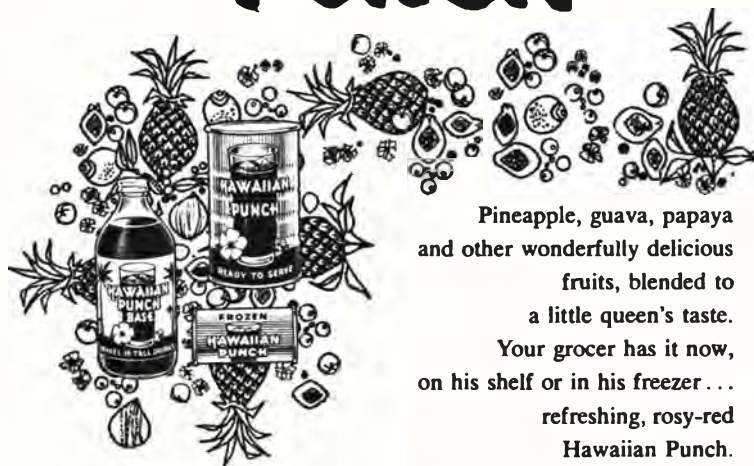 HAWAIIAN
PUNCH
READY TO SERVE
HAWAIIAN
PUNCH
BASE
TALL DRINKS
FROZEN
HAWAIIAN
PUNCH
Pineapple, guava, papaya
and other wonderfully delicious
fruits, blended to
a little queen's taste.
Your grocer has it now,
on his shelf or in his freezer...
refreshing, rosy-red
Hawaiian Punch.